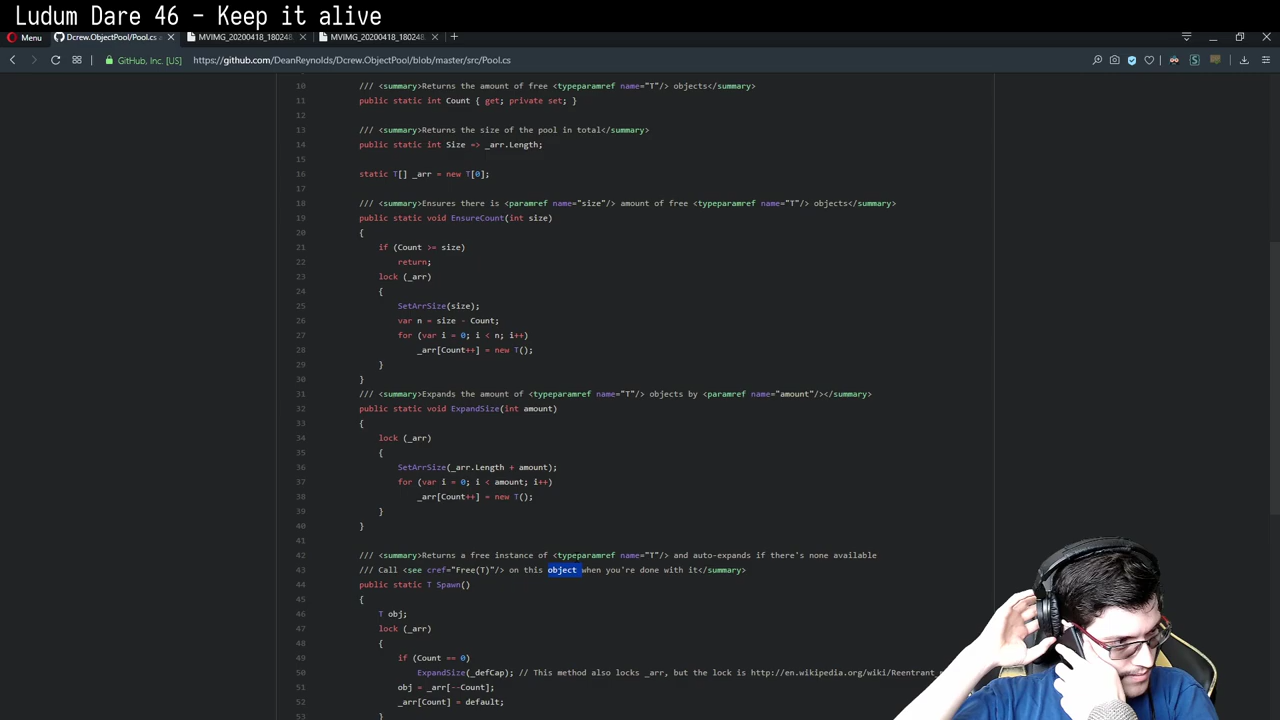 Ludum Dare 46 - Keep it alive
Menu
Dcrew.ObjectPool/Pool.cs a
MVIMG_20200418_180248
MVIMG_20200418_180248
GitHub, Inc. [US]
https://github.com/DeanReynolds/Dcrew.ObjectPool/blob/master/src/Pool.cs
10 /// <summary>Returns the amount of free <typeparamref name="T"/> objects</summary>
11 public static int Count { get; private set; }
12
13 /// <summary>Returns the size of the pool in total</summary>
14 public static int Size => _arr.Length;
15
16 static T[] _arr = new T[0];
17
18 /// <summary>Ensures there is <paramref name="size"/> amount of free <typeparamref name="T"/> objects</summary>
19 public static void EnsureCount(int size)
20 {
21 if (Count >= size)
22 return;
23 lock (_arr)
24 {
25 SetArrSize(size);
26 var n = size - Count;
27 for (var i = 0; i < n; i++)
28 _arr[Count++] = new T();
29 }
30 }
31 /// <summary>Expands the amount of <typeparamref name="T"/> objects by <paramref name="amount"/></summary>
32 public static void ExpandSize(int amount)
33 {
34 lock (_arr)
35 {
36 SetArrSize(_arr.Length + amount);
37 for (var i = 0; i < amount; i++)
38 _arr[Count++] = new T();
39 }
40 }
41
42 /// <summary>Returns a free instance of <typeparamref name="T"/> and auto-expands if there's none available
43 /// Call <see cref="Free(T)"/> on this object when you're done with it</summary>
44 public static T Spawn()
45 {
46 T obj;
47 lock (_arr)
48 {
49 if (Count == 0)
50 ExpandSize(_defCap); // This method also locks _arr, but the lock is http://en.wikipedia.org/wiki/Reentrant_m
51 obj = _arr[--Count];
52 _arr[Count] = default;
53 }